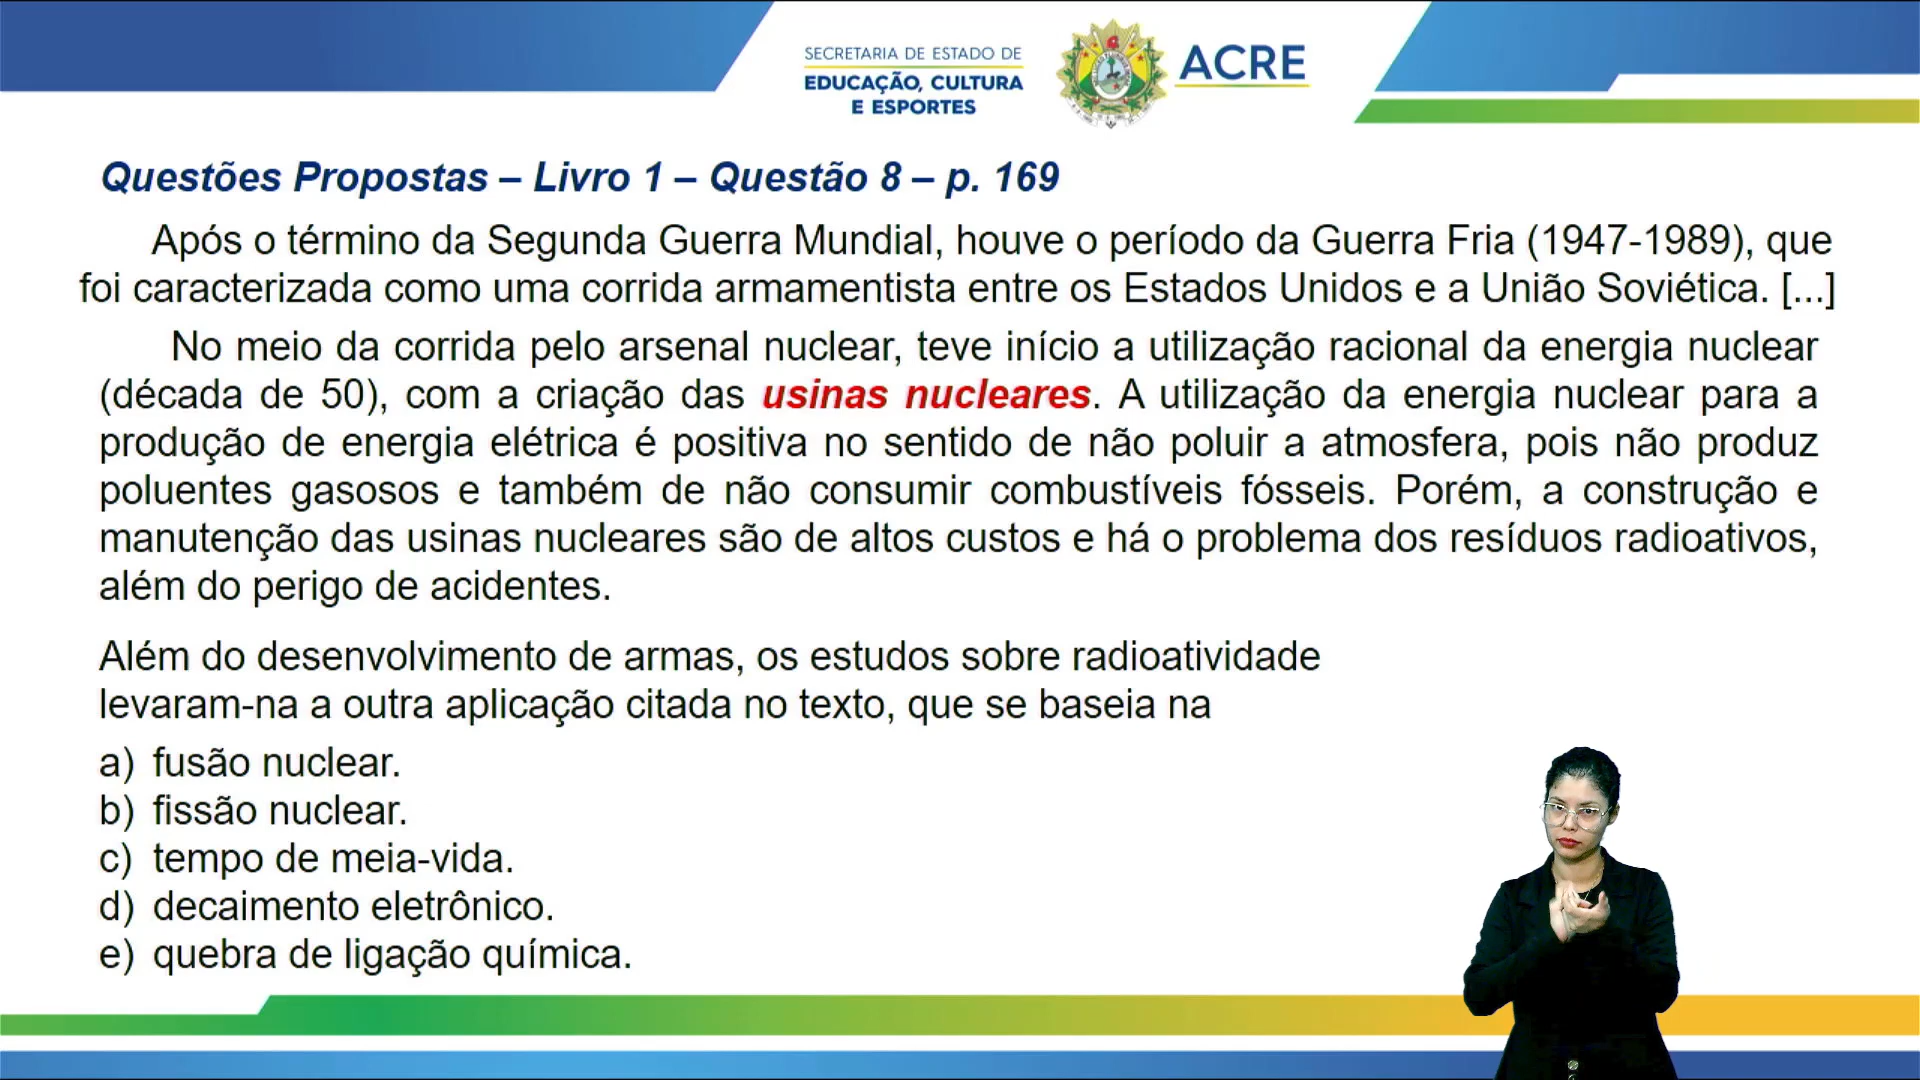 SECRETARIA DE ESTADO DE
EDUCAÇÃO, CULTURA
E ESPORTES
ACRE
Questões Propostas – Livro 1 – Questão 8 – p. 169
Após o término da Segunda Guerra Mundial, houve o período da Guerra Fria (1947-1989), que
foi caracterizada como uma corrida armamentista entre os Estados Unidos e a União Soviética. [...]
No meio da corrida pelo arsenal nuclear, teve início a utilização racional da energia nuclear
(década de 50), com a criação das usinas nucleares. A utilização da energia nuclear para a
produção de energia elétrica é positiva no sentido de não poluir a atmosfera, pois não produz
poluentes gasosos e também de não consumir combustíveis fósseis. Porém, a construção e
manutenção das usinas nucleares são de altos custos e há o problema dos resíduos radioativos,
além do perigo de acidentes.
Além do desenvolvimento de armas, os estudos sobre radioatividade
levaram-na a outra aplicação citada no texto, que se baseia na
a) fusão nuclear.
b) fissão nuclear.
c) tempo de meia-vida.
d) decaimento eletrônico.
e) quebra de ligação química.